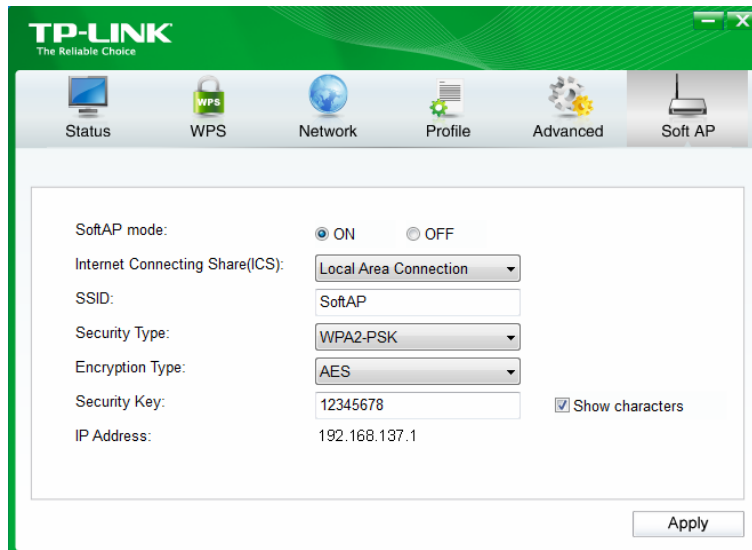 TP-LINK
The Reliable Choice
WPS
Status WPS Network Profile Advanced Soft AP
SoftAP mode: ON OFF
Internet Connecting Share(ICS): Local Area Connection
SSID: SoftAP
Security Type: WPA2-PSK
Encryption Type: AES
Security Key: 12345678 Show characters
IP Address: 192.168.137.1
Apply